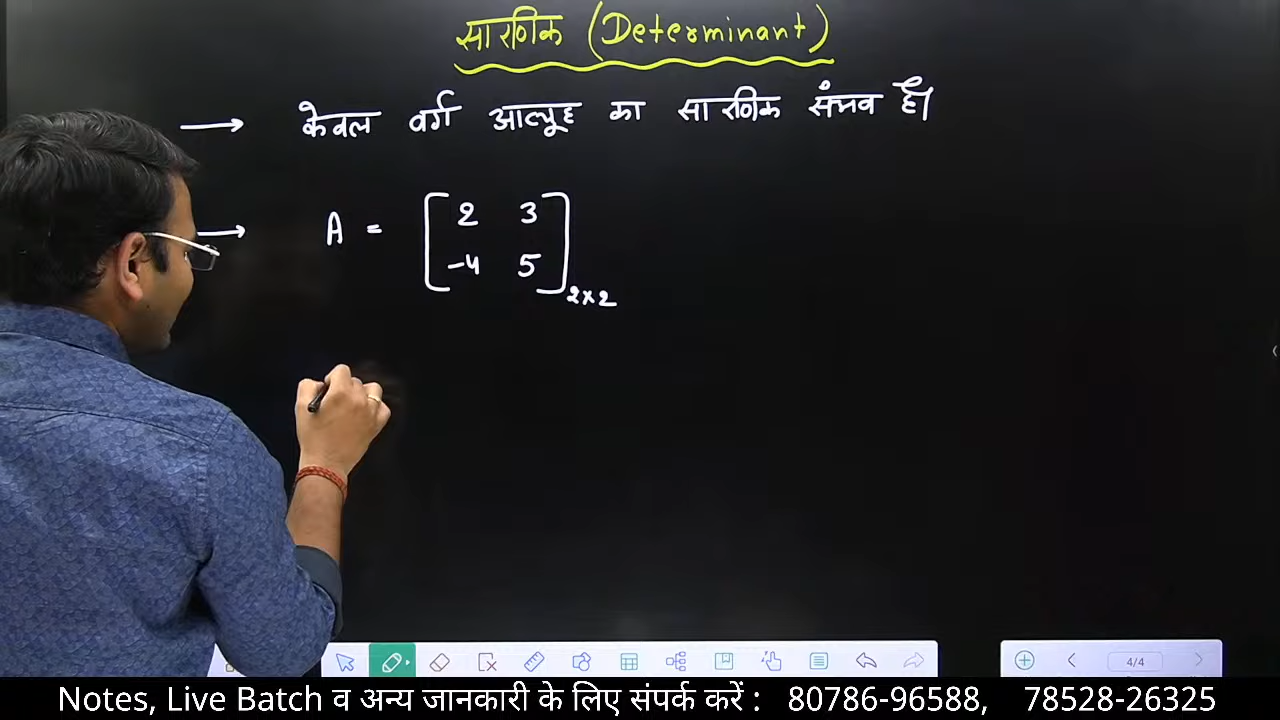 सारणिक (Determinant)
→ केवल वर्ग आव्यूह का सारणिक संभव है।
→ A = [ 2 3
-4 5 ] 2×2
4/4
Notes, Live Batch व अन्य जानकारी के लिए संपर्क करें : 80786-96588, 78528-26325